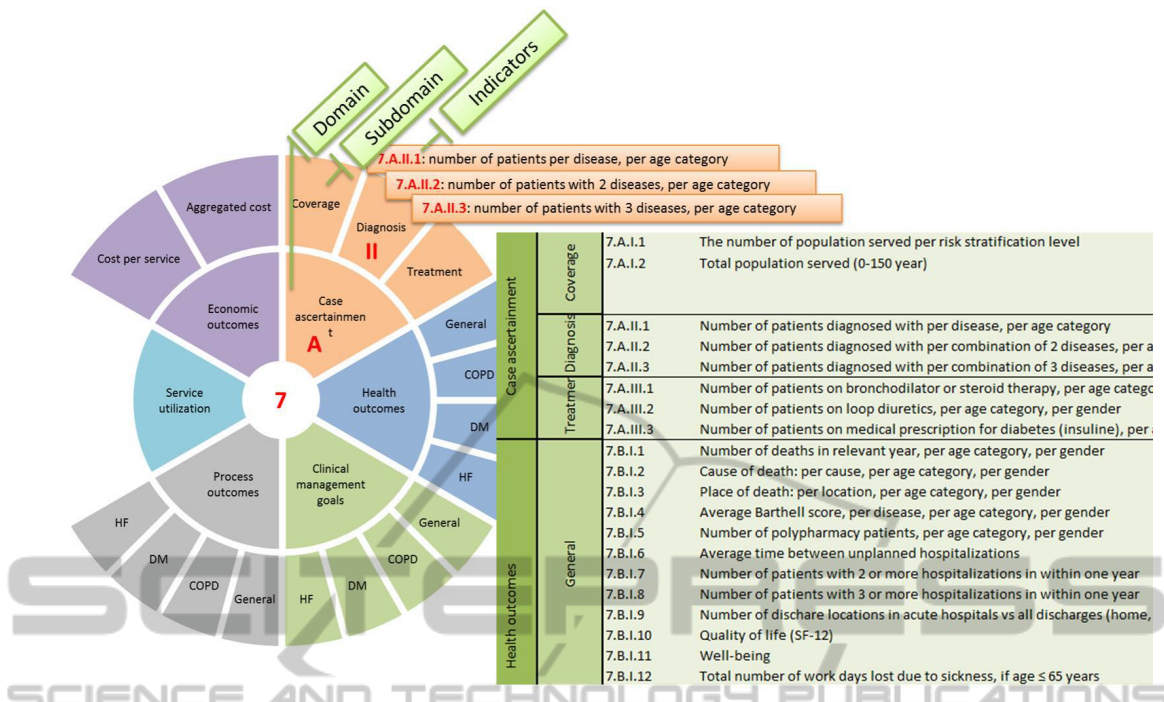 Domain
Subdomain
Indicators
7.A.II.1: number of patients per disease, per age category
7.A.II.2: number of patients with 2 diseases, per age category
7.A.II.3: number of patients with 3 diseases, per age category
Aggregated cost
Coverage
Diagnosis
II
Treatment
Cost per service
Economic
outcomes
Case
ascertainmen
t
A
General
COPD
DM
HF
Service
utilization
7
Health
outcomes
Process
outcomes
Clinical
management
goals
HF
DM
COPD
General
HF
DM
COPD
General
Case ascertainment
Coverage
7.A.I.1 The number of population served per risk stratification level
7.A.I.2 Total population served (0-150 year)
Diagnosis
7.A.II.1 Number of patients diagnosed with per disease, per age category
7.A.II.2 Number of patients diagnosed with per combination of 2 diseases, per a
7.A.II.3 Number of patients diagnosed with per combination of 3 diseases, per a
Treatmer
7.A.III.1 Number of patients on bronchodilator or steroid therapy, per age catego
7.A.III.2 Number of patients on loop diuretics, per age category, per gender
7.A.III.3 Number of patients on medical prescription for diabetes (insuline), per a
Health outcomes
General
7.B.I.1 Number of deaths in relevant year, per age category, per gender
7.B.I.2 Cause of death: per cause, per age category, per gender
7.B.I.3 Place of death: per location, per age category, per gender
7.B.I.4 Average Barthell score, per disease, per age category, per gender
7.B.I.5 Number of polypharmacy patients, per age category, per gender
7.B.I.6 Average time between unplanned hospitalizations
7.B.I.7 Number of patients with 2 or more hospitalizations in within one year
7.B.I.8 Number of patients with 3 or more hospitalizations in within one year
7.B.I.9 Number of dischare locations in acute hospitals vs all discharges (home,
7.B.I.10 Quality of life (SF-12)
7.B.I.11 Well-being
7.B.I.12 Total number of work days lost due to sickness, if age ≤ 65 years
SCITEPRESS
SCIENCE AND TECHNOLOGY PUBLICATIONS